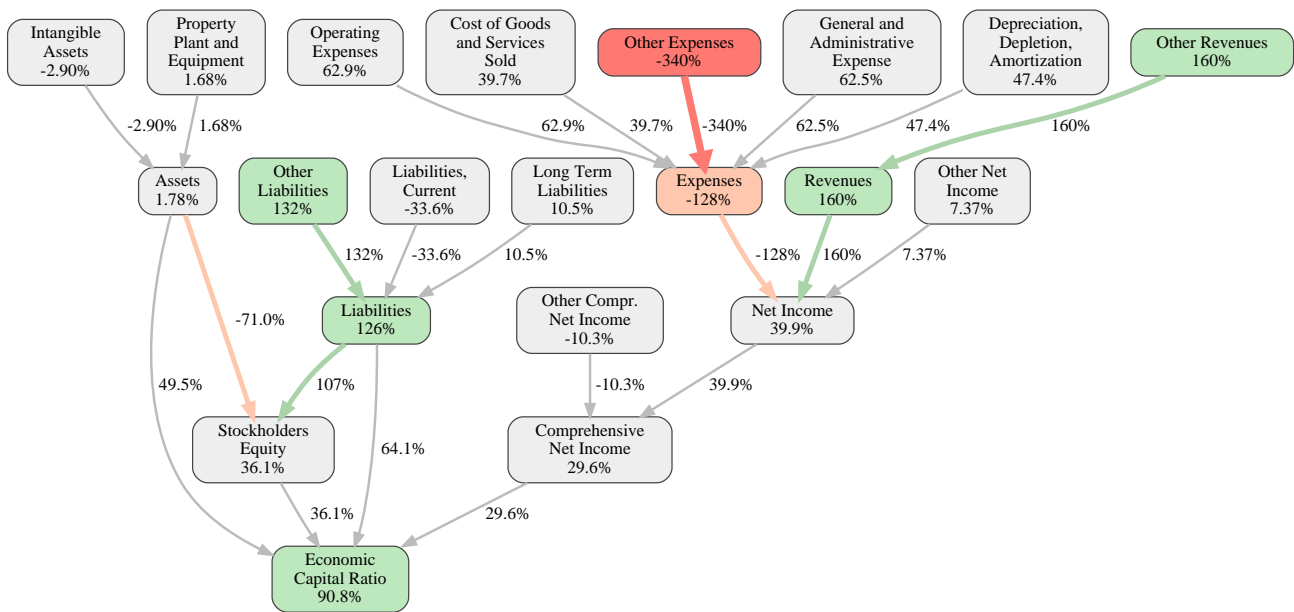 Intangible
Assets
-2.90%
Property
Plant and
Equipment
1.68%
Operating
Expenses
62.9%
Cost of Goods
and Services
Sold
39.7%
Other Expenses
-340%
General and
Administrative
Expense
62.5%
Depreciation,
Depletion,
Amortization
47.4%
Other Revenues
160%
-2.90%
1.68%
62.9%
39.7%
-340%
62.5%
47.4%
160%
Assets
1.78%
Other
Liabilities
132%
Liabilities,
Current
-33.6%
Long Term
Liabilities
10.5%
Expenses
-128%
Revenues
160%
Other Net
Income
7.37%
132%
-33.6%
10.5%
-128%
160%
7.37%
-71.0%
Liabilities
126%
Other Compr.
Net Income
-10.3%
Net Income
39.9%
49.5%
107%
-10.3%
39.9%
Stockholders
Equity
36.1%
64.1%
Comprehensive
Net Income
29.6%
36.1%
29.6%
Economic
Capital Ratio
90.8%